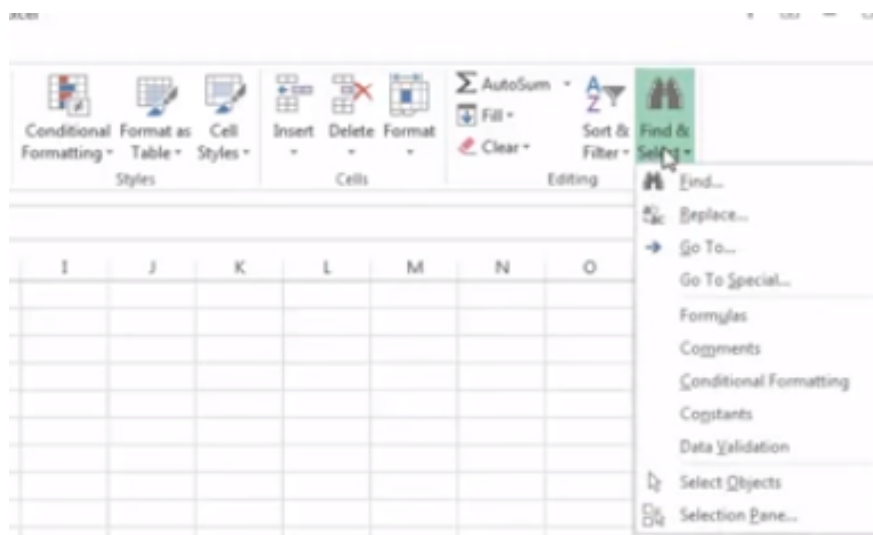 Conditional Formatting
Format as Table
Cell Styles
Insert
Delete
Format
AutoSum
Fill
Clear
Sort & Filter
Find & Select
Styles
Cells
Editing
Find...
Replace...
Go To...
Go To Special...
Formulas
Comments
Conditional Formatting
Constants
Data Validation
Select Objects
Selection Pane...
I J K L M N O